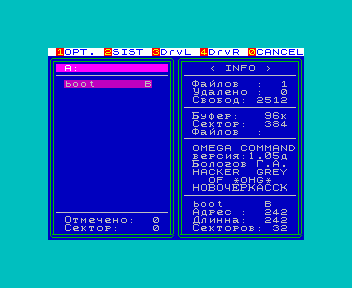 1OPT. 2SIST 3DrvL 4DrvR 0CANCEL
A:
boot B
Отмечено: 0
Сектор: 0
< INFO >
Файлов : 1
Удалено : 0
Свобод: 2512
Буфер: 96к
Сектор: 384
Файлов :
OMEGA COMMAND
версия:1.05д
Бологов Г.А.
HACKER GREY
OF *OHG*
НОВОЧЕРКАССК
boot B
Адрес : 242
Длинна: 242
Секторов: 32